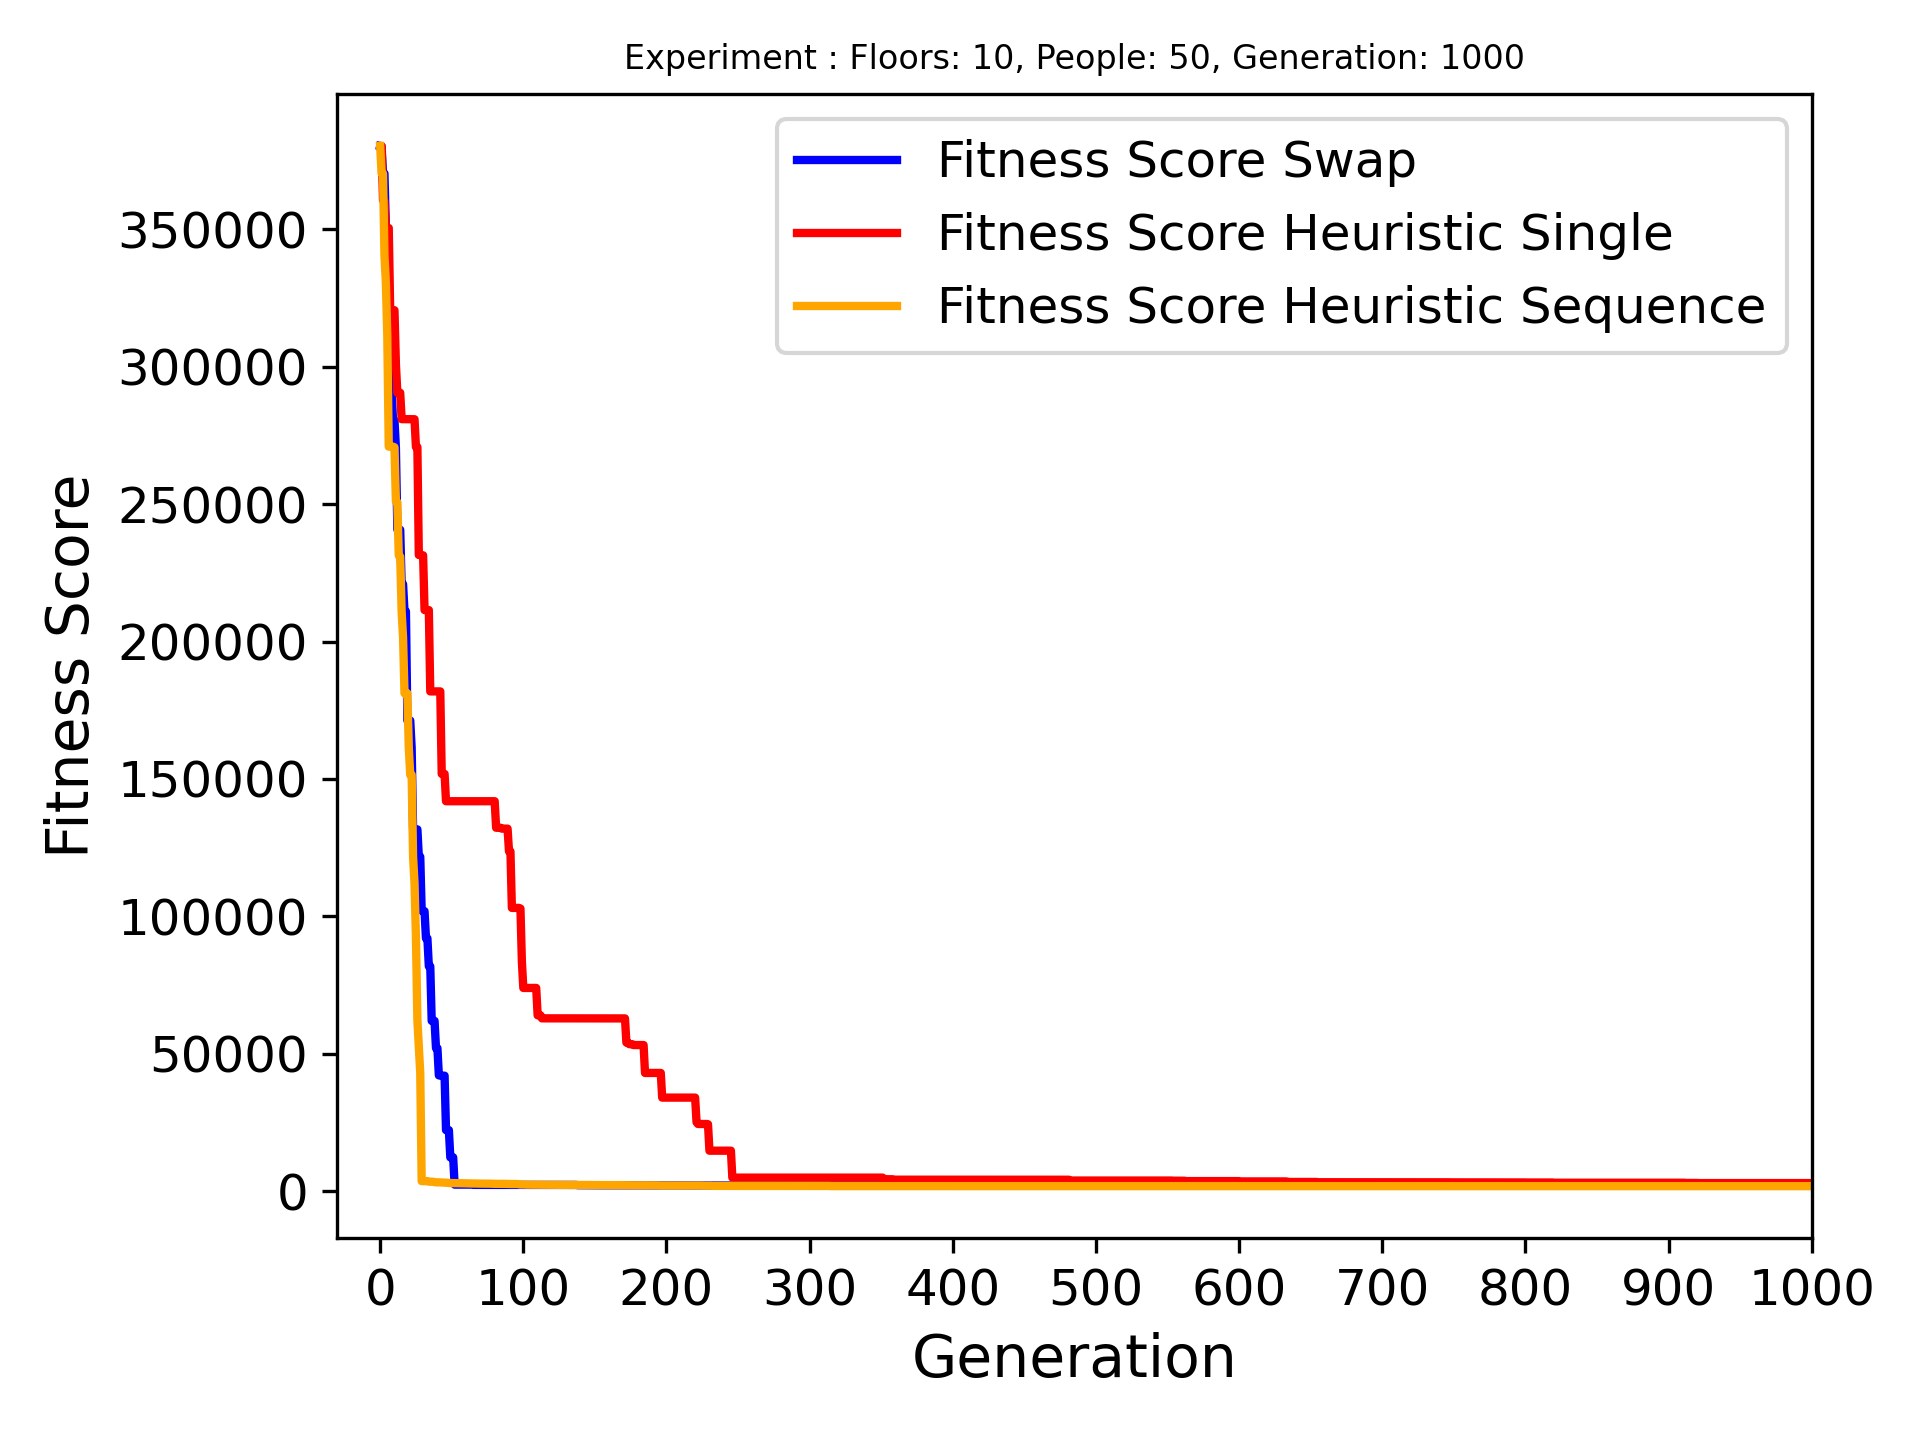 Experiment : Floors: 10, People: 50, Generation: 1000
Fitness Score Swap
Fitness Score Heuristic Single
Fitness Score Heuristic Sequence
Fitness Score
350000
300000
250000
200000
150000
100000
50000
0
0 100 200 300 400 500 600 700 800 900 1000
Generation